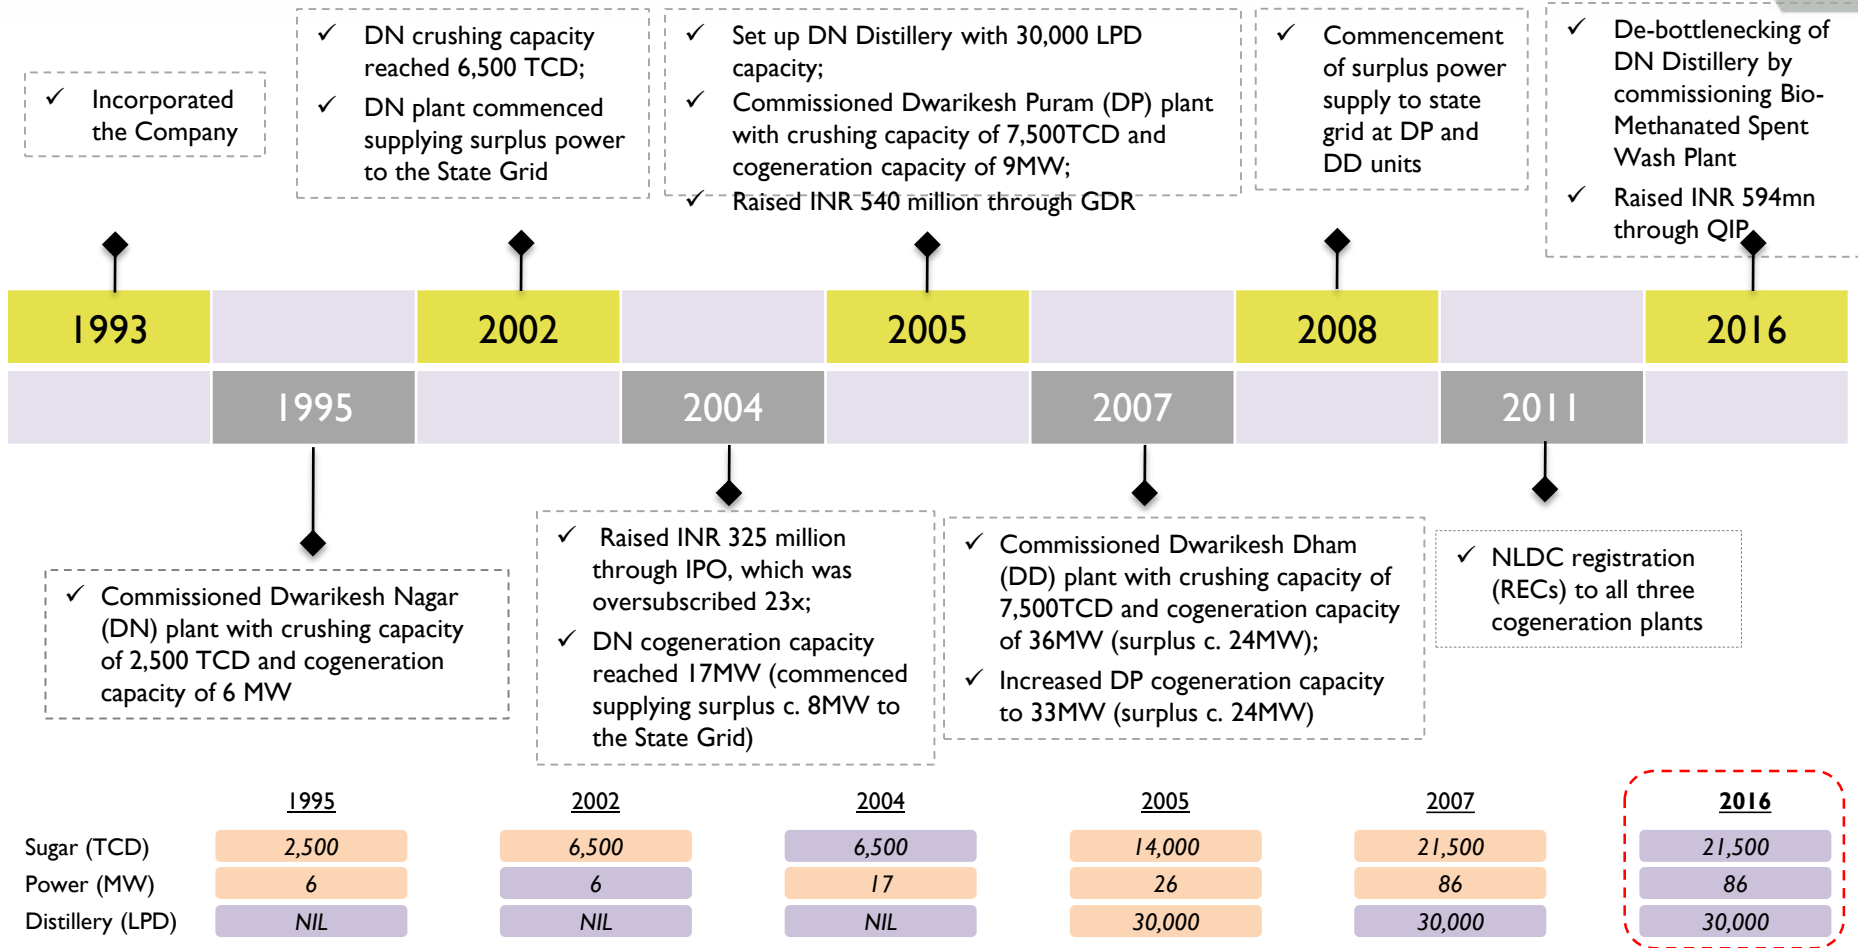 ✓ Incorporated
the Company
✓ DN crushing capacity
reached 6,500 TCD;
✓ DN plant commenced
supplying surplus power
to the State Grid
✓ Set up DN Distillery with 30,000 LPD
capacity;
✓ Commissioned Dwarikesh Puram (DP) plant
with crushing capacity of 7,500TCD and
cogeneration capacity of 9MW;
✓ Raised INR 540 million through GDR
✓ Commencement
of surplus power
supply to state
grid at DP and
DD units
✓ De-bottlenecking of
DN Distillery by
commissioning Bio-
Methanated Spent
Wash Plant
✓ Raised INR 594mn
through QIP
1993 2002 2005 2008 2016
1995 2004 2007 2011
✓ Commissioned Dwarikesh Nagar
(DN) plant with crushing capacity
of 2,500 TCD and cogeneration
capacity of 6 MW
✓ Raised INR 325 million
through IPO, which was
oversubscribed 23x;
✓ DN cogeneration capacity
reached 17MW (commenced
supplying surplus c. 8MW to
the State Grid)
✓ Commissioned Dwarikesh Dham
(DD) plant with crushing capacity of
7,500TCD and cogeneration capacity
of 36MW (surplus c. 24MW);
✓ Increased DP cogeneration capacity
to 33MW (surplus c. 24MW)
✓ NLDC registration
(RECs) to all three
cogeneration plants
1995 2002 2004 2005 2007 2016
Sugar (TCD) 2,500 6,500 6,500 14,000 21,500 21,500
Power (MW) 6 6 17 26 86 86
Distillery (LPD) NIL NIL NIL 30,000 30,000 30,000